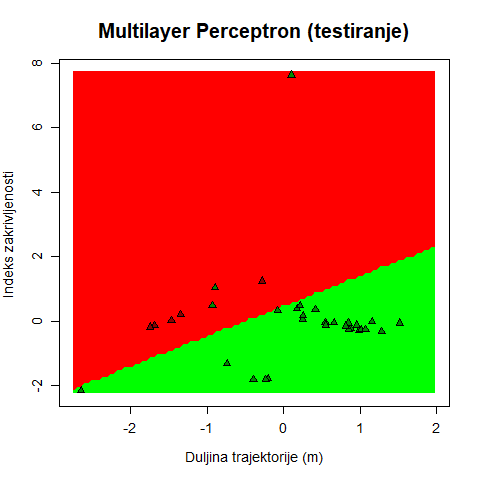 Multilayer Perceptron (testiranje)
Indeks zakrivljenosti
8
6
4
2
0
-2
-2 -1 0 1 2
Duljina trajektorije (m)